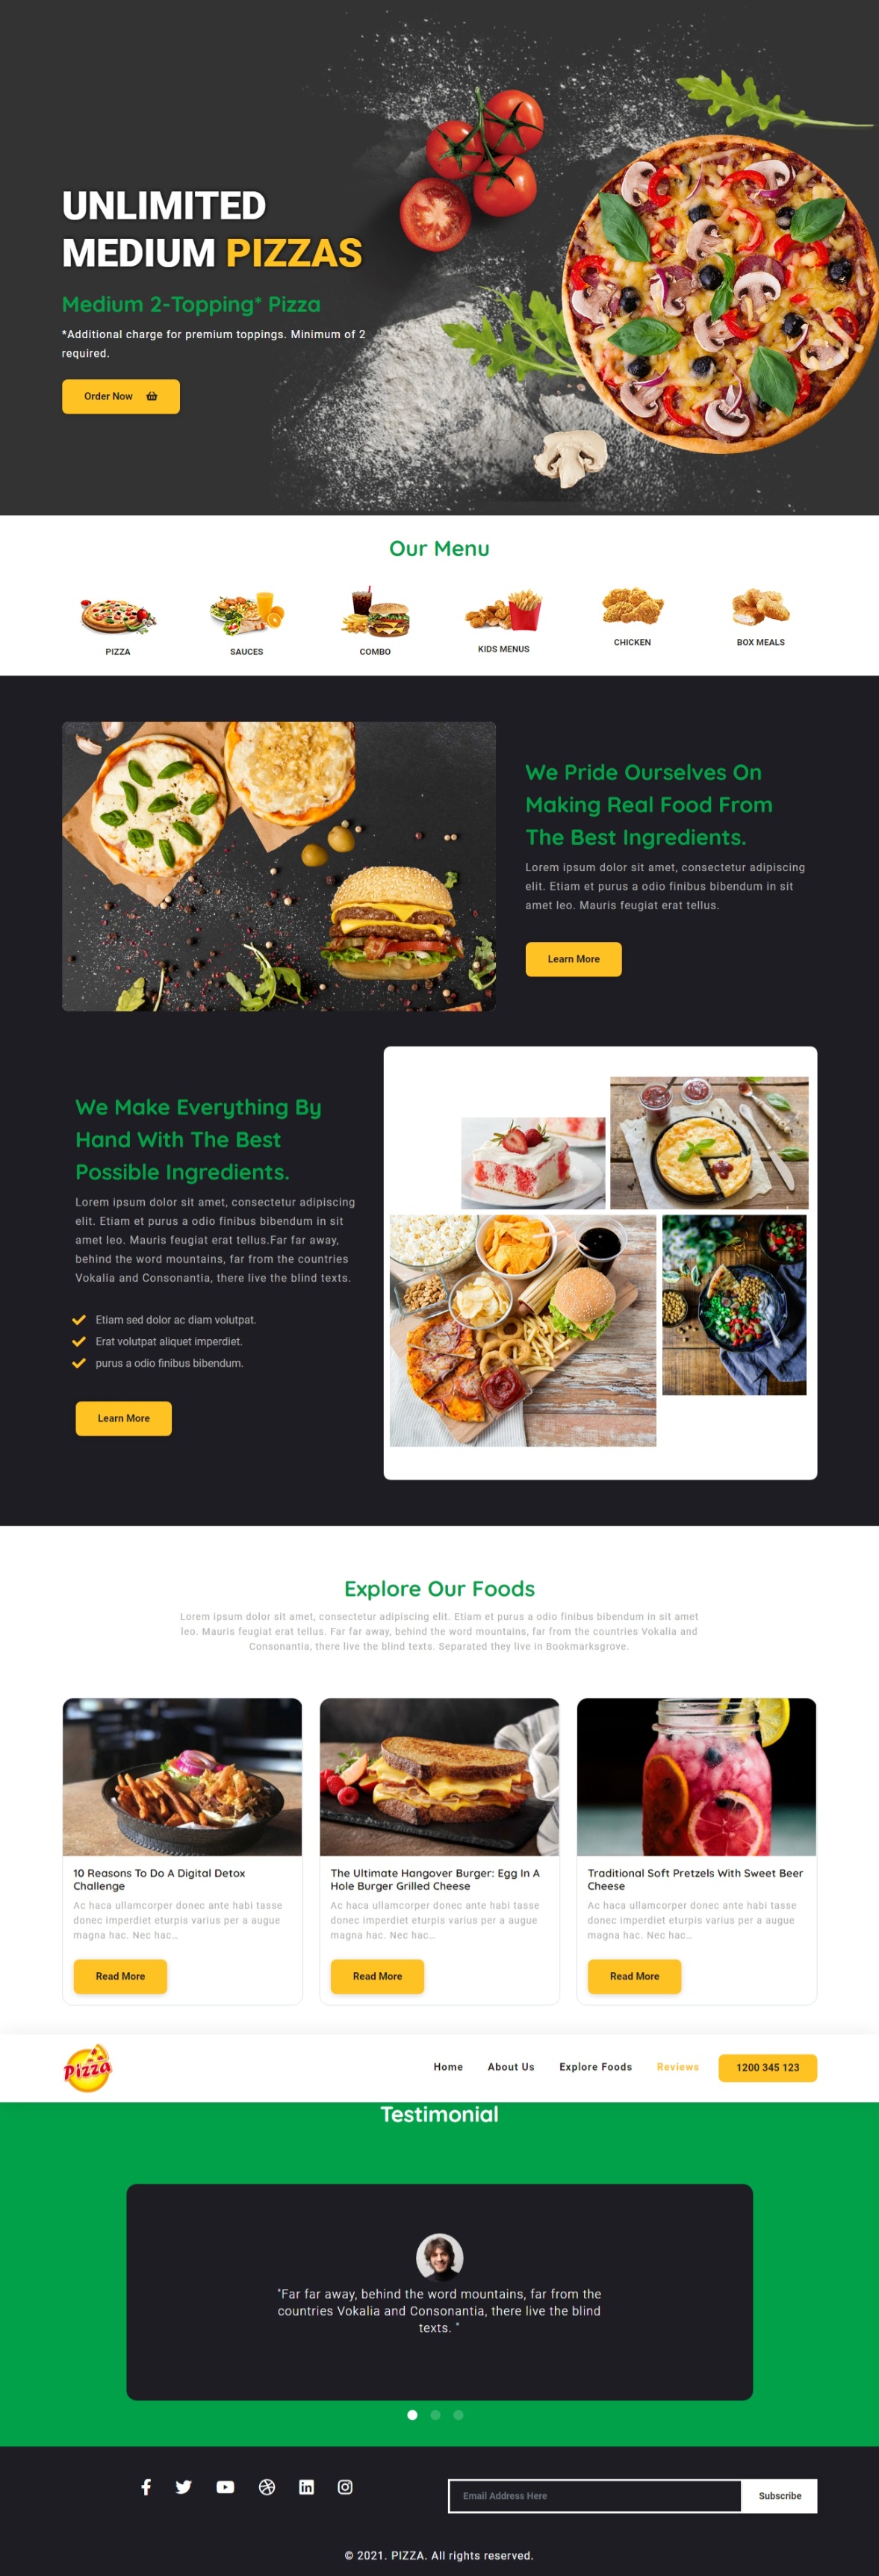 UNLIMITED
MEDIUM PIZZAS
Medium 2-Topping* Pizza
*Additional charge for premium toppings. Minimum of 2
required.
Order Now
Our Menu
PIZZA
SAUCES
COMBO
KIDS MENUS
CHICKEN
BOX MEALS
We Pride Ourselves On
Making Real Food From
The Best Ingredients.
Lorem ipsum dolor sit amet, consectetur adipiscing
elit. Etiam et purus a odio finibus bibendum in sit
amet leo. Mauris feugiat erat tellus.
Learn More
We Make Everything By
Hand With The Best
Possible Ingredients.
Lorem ipsum dolor sit amet, consectetur adipiscing
elit. Etiam et purus a odio finibus bibendum in sit
amet leo. Mauris feugiat erat tellus.Far far away,
behind the word mountains, far from the countries
Vokalia and Consonantia, there live the blind texts.
Etiam sed dolor ac diam volutpat.
Erat volutpat aliquet imperdiet.
purus a odio finibus bibendum.
Learn More
Explore Our Foods
Lorem ipsum dolor sit amet, consectetur adipiscing elit. Etiam et purus a odio finibus bibendum in sit amet
leo. Mauris feugiat erat tellus. Far far away, behind the word mountains, far from the countries Vokalia and
Consonantia, there live the blind texts. Separated they live in Bookmarksgrove.
10 Reasons To Do A Digital Detox
Challenge
Ac haca ullamcorper donec ante habi tasse
donec imperdiet eturpis varius per a augue
magna hac. Nec hac…
Read More
The Ultimate Hangover Burger: Egg In A
Hole Burger Grilled Cheese
Ac haca ullamcorper donec ante habi tasse
donec imperdiet eturpis varius per a augue
magna hac. Nec hac…
Read More
Traditional Soft Pretzels With Sweet Beer
Cheese
Ac haca ullamcorper donec ante habi tasse
donec imperdiet eturpis varius per a augue
magna hac. Nec hac…
Read More
Pizza
Home
About Us
Explore Foods
Reviews
1200 345 123
Testimonial
"Far far away, behind the word mountains, far from the
countries Vokalia and Consonantia, there live the blind
texts. "
Email Address Here
Subscribe
© 2021. PIZZA. All rights reserved.